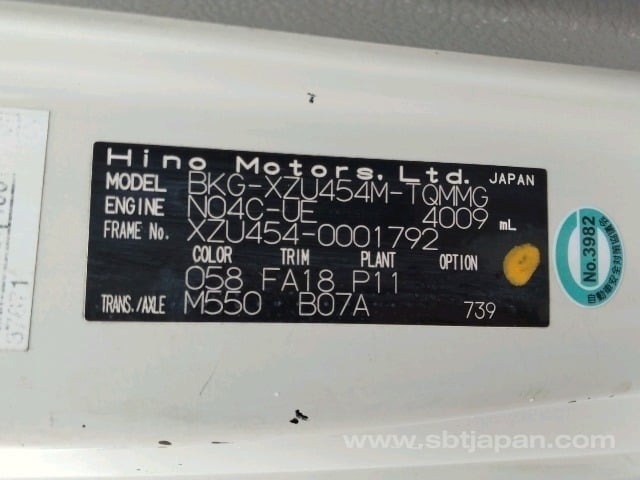 Hino Motors, Ltd. JAPAN
MODEL BKG-XZU454M-TQMMG
ENGINE N04C-UE 4009 mL
FRAME No. XZU454-0001792
COLOR TRIM PLANT OPTION
058 FA18 P11
TRANS./AXLE M550 B07A 739
No.3982
www.sbtjapan.com